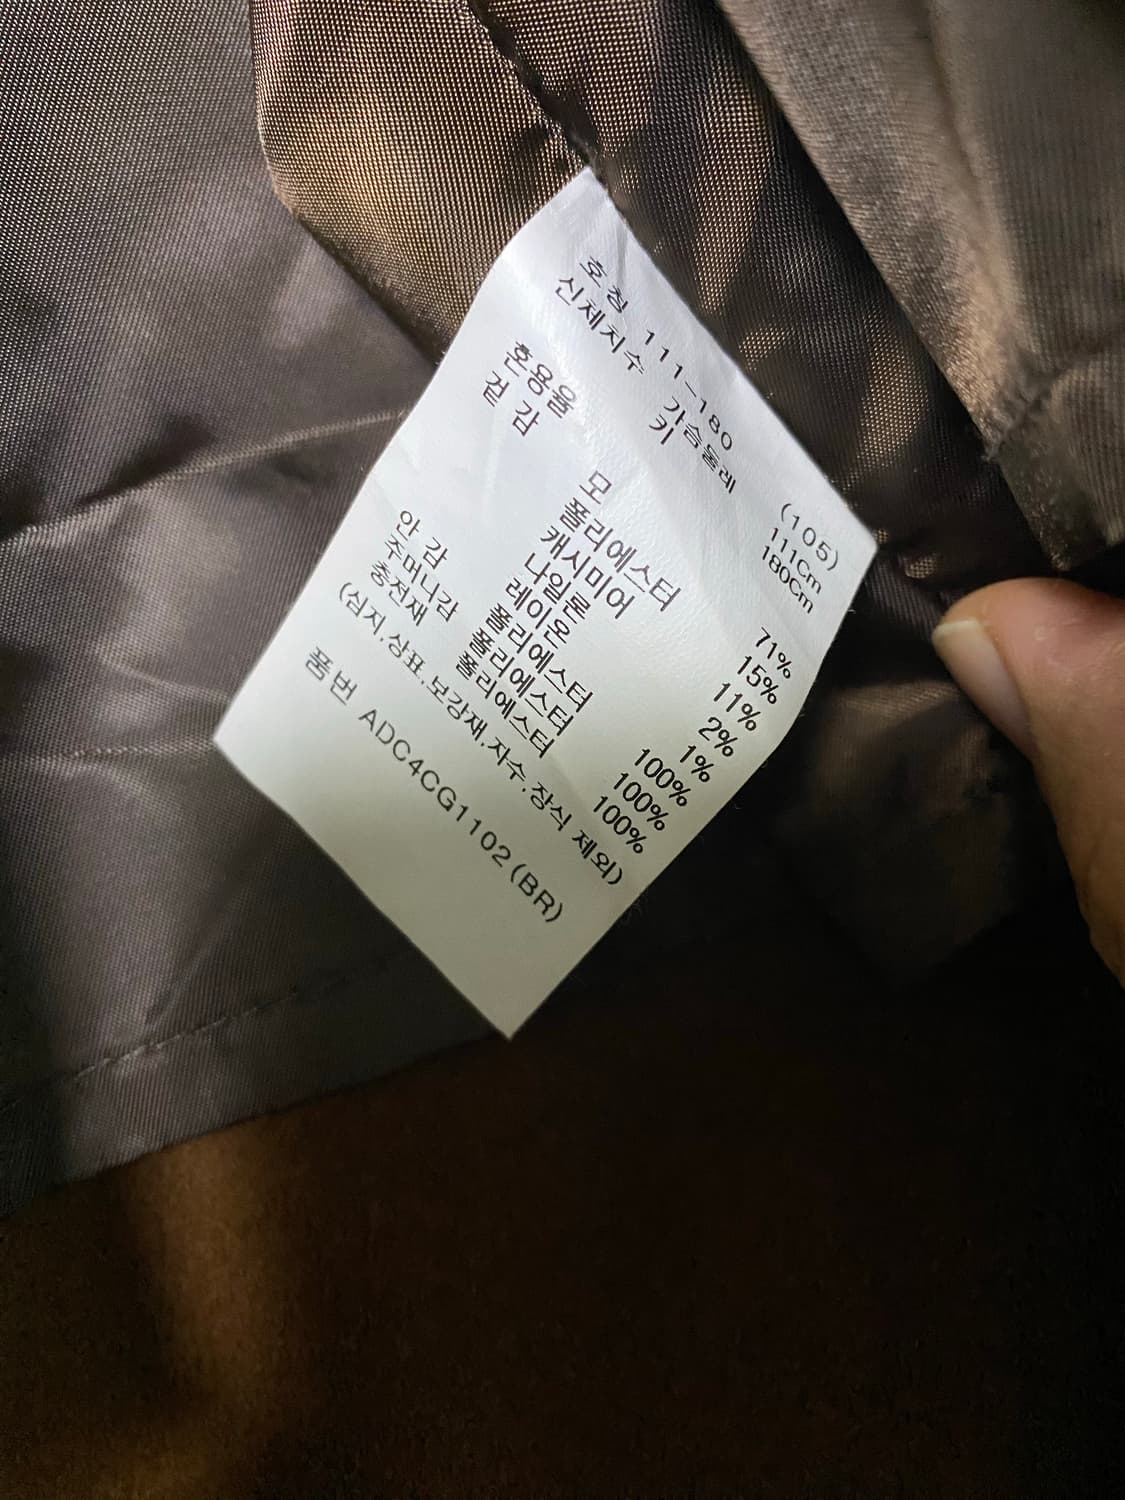 호칭 111-180 (105)
신체치수 가슴둘레 111Cm
키 180Cm
혼용율
겉 감 모 71%
폴리에스터 15%
캐시미어 11%
나일론 2%
레이온 1%
안 감 폴리에스터 100%
주머니감 폴리에스터 100%
충전재 폴리에스터 100%
(심지.상표.보강재.자수.장식 제외)
품번 ADC4CG1102(BR)